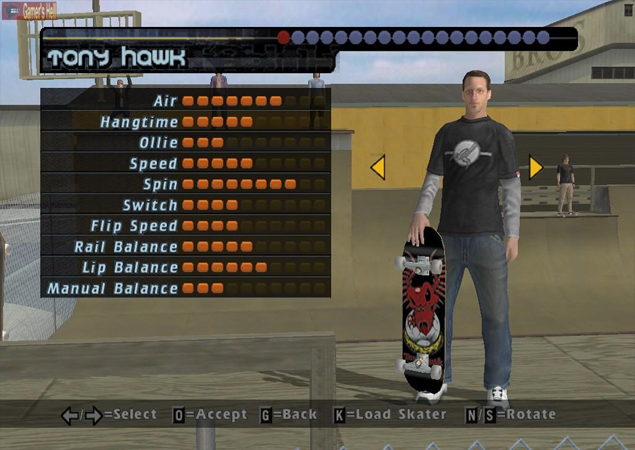 Gamer's Hell
BROS
Tony Hawk
Air
Hangtime
Ollie
Speed
Spin
Switch
Flip Speed
Rail Balance
Lip Balance
Manual Balance
=Select O=Accept G=Back K=Load Skater N/S=Rotate